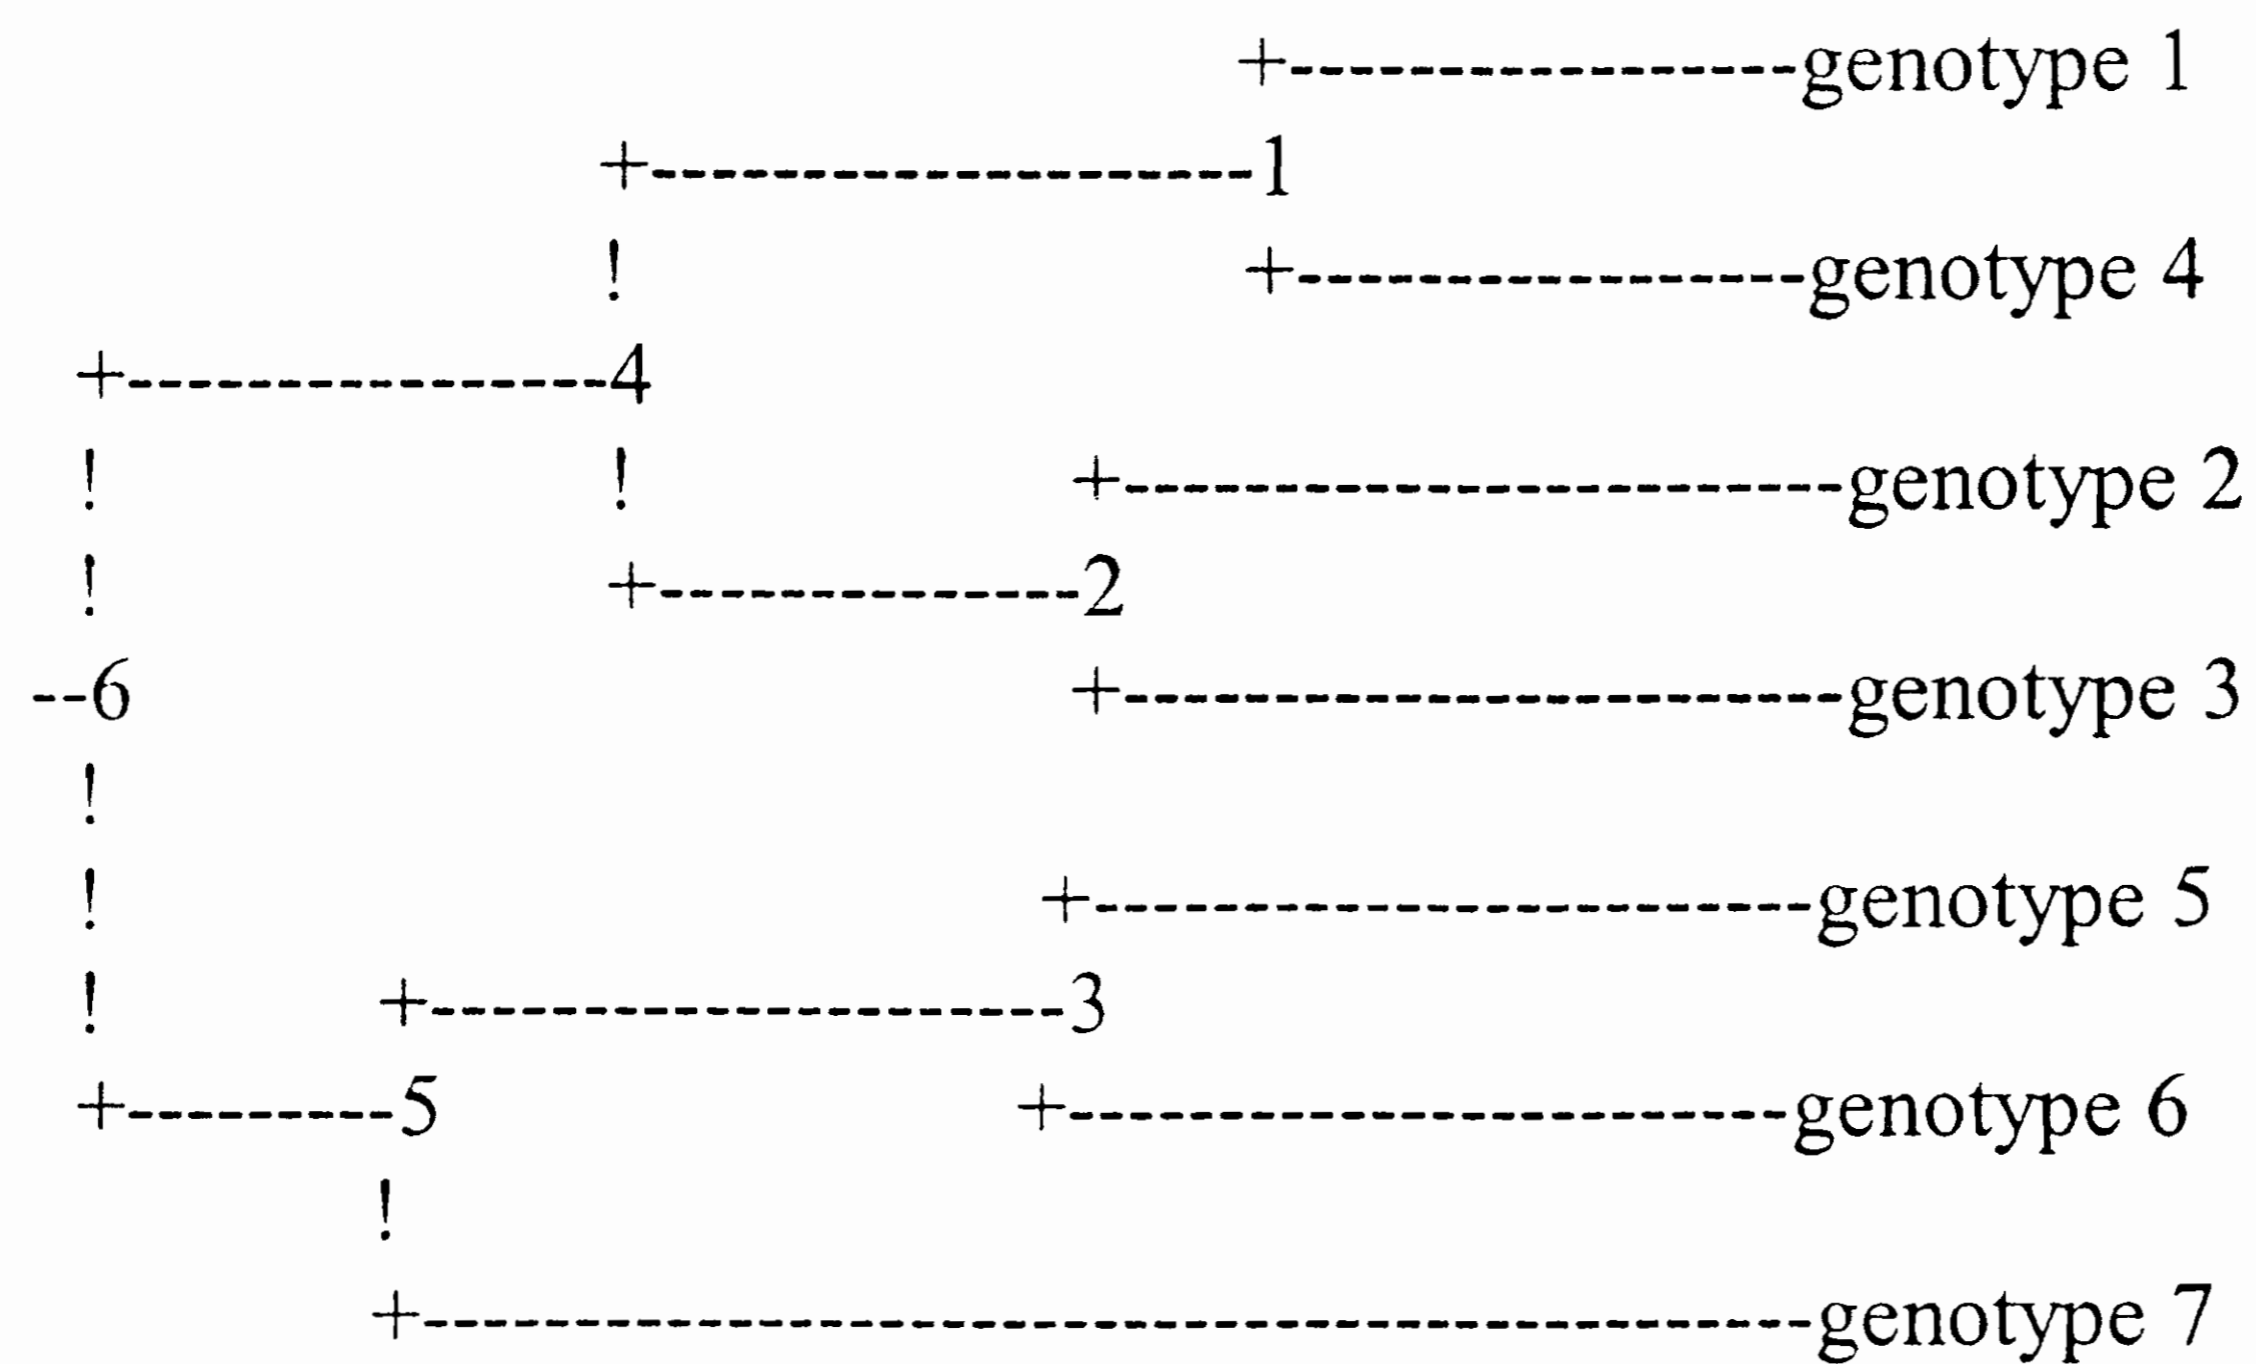 +-----------------genotype 1
+--------------------1
!
+-----------------genotype 4
+----------------4
! ! +------------------------genotype 2
! +--------------2
--6 +------------------------genotype 3
!
! +------------------------genotype 5
! +---------------------3
+---------5 +------------------------genotype 6
!
+----------------------------------------------genotype 7